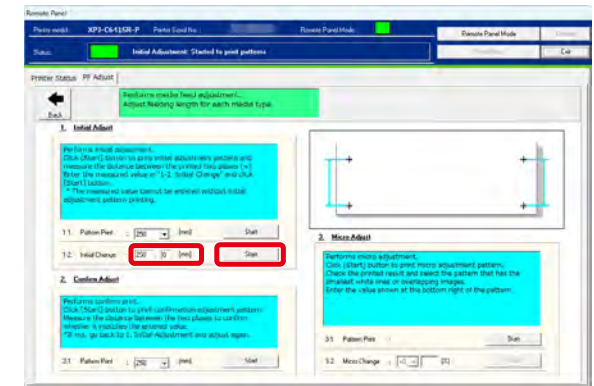 Remote Panel
Printer model: XP3-C641SR-P Printer Serial No.: Remote Panel Mode:
Remote Panel Mode
Status: Initial Adjustment: Started to print patterns
Exit
Printer Status PF Adjust
Performs media feed adjustment.
Adjust feeding length for each media type.
Back
1. Initial Adjust
Performs initial adjustment.
Click [Start] button to print initial adjustment pattern and
measure the distance between the printed two pluses (+)
Enter the measured value in "1-2. Initial Change" and click
[Start] button.
* The measured value cannot be entered without initial
adjustment pattern printing.
1.1. Pattern Print : 250 [mm] Start
1.2. Initial Change : 250 . 0 [mm] Start
2. Confirm Adjust
Performs confirm print.
Click [Start] button to print confirmation adjustment pattern
Measure the distance between the two pluses to confirm
whether it matches the entered value.
*If not, go back to 1. Initial Adjustment and adjust again.
2.1. Pattern Print : 250 [mm] Start
3. Micro Adjust
Performs micro adjustment.
Click [Start] button to print micro adjustment pattern.
Check the printed result and select the pattern that has the
smallest white lines or overlapping images.
Enter the value shown at the bottom right of the pattern.
3.1. Pattern Print : Start
3.2. Micro Change :